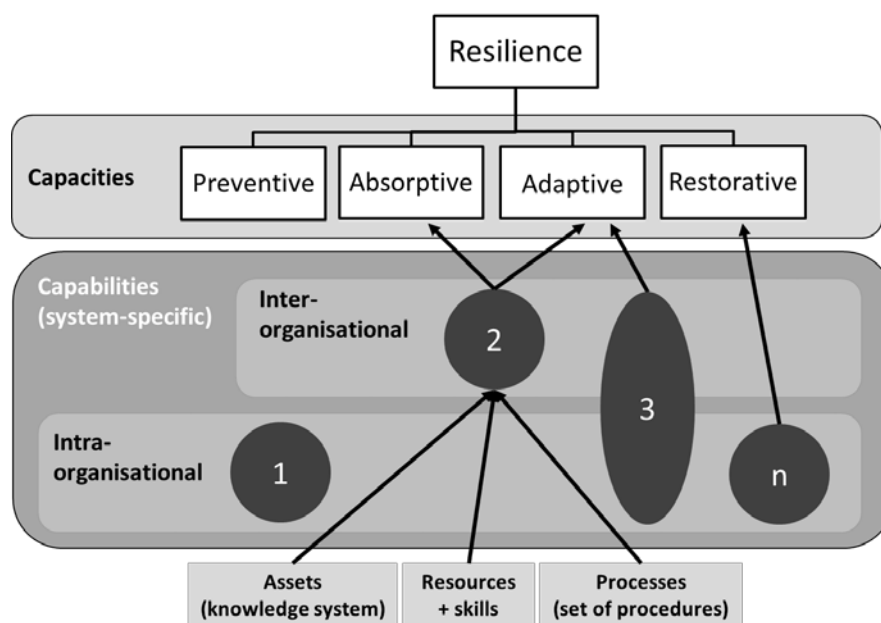 Resilience
Capacities
Preventive
Absorptive
Adaptive
Restorative
Capabilities
(system-specific)
Inter-
organisational
2
3
Intra-
organisational
1
n
Assets
(knowledge system)
Resources
+ skills
Processes
(set of procedures)